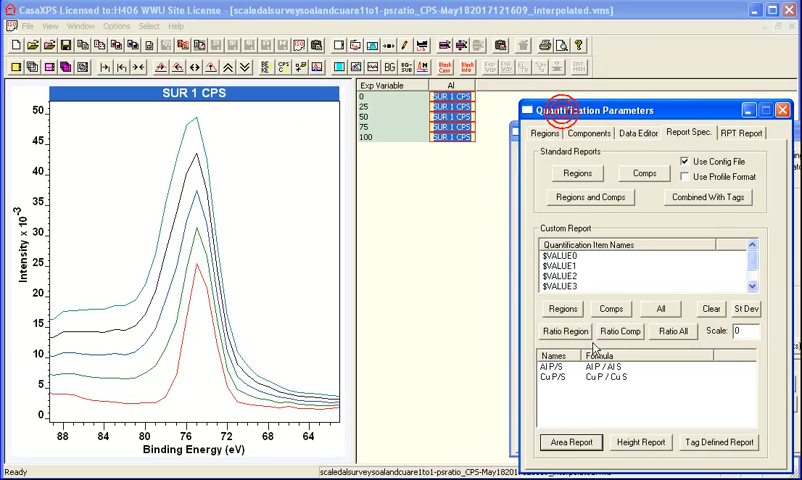 CasaXPS Licensed to:H406 WWU Site License - [scaledalsurveysoalandcuare1to1-psratio_CPS-May1820171​21609_interpolated.vms]
File View Window Options Select Help
SUR 1 CPS
Intensity x 10-3
50
45
40
35
30
25
20
15
10
5
0
88 84 80 76 72 68 64
Binding Energy (eV)
Exp Variable Al
0 SUR 1 CPS
25 SUR 1 CPS
50 SUR 1 CPS
75 SUR 1 CPS
100 SUR 1 CPS
Quantification Parameters
Regions Components Data Editor Report Spec. RPT Report
Standard Reports
Regions Comps Use Config File
Use Profile Format
Regions and Comps Combined With Tags
Custom Report
Quantification Item Names
$VALUE0
$VALUE1
$VALUE2
$VALUE3
Regions Comps All Clear St Dev
Ratio Region Ratio Comp Ratio All Scale: 0
Names Formula
Al P/S Al P / Al S
Cu P/S Cu P / Cu S
Area Report Height Report Tag Defined Report
Ready scaledalsurveysoalandcuare1to1-psratio_CPS-May182017121609_interpolated.vms